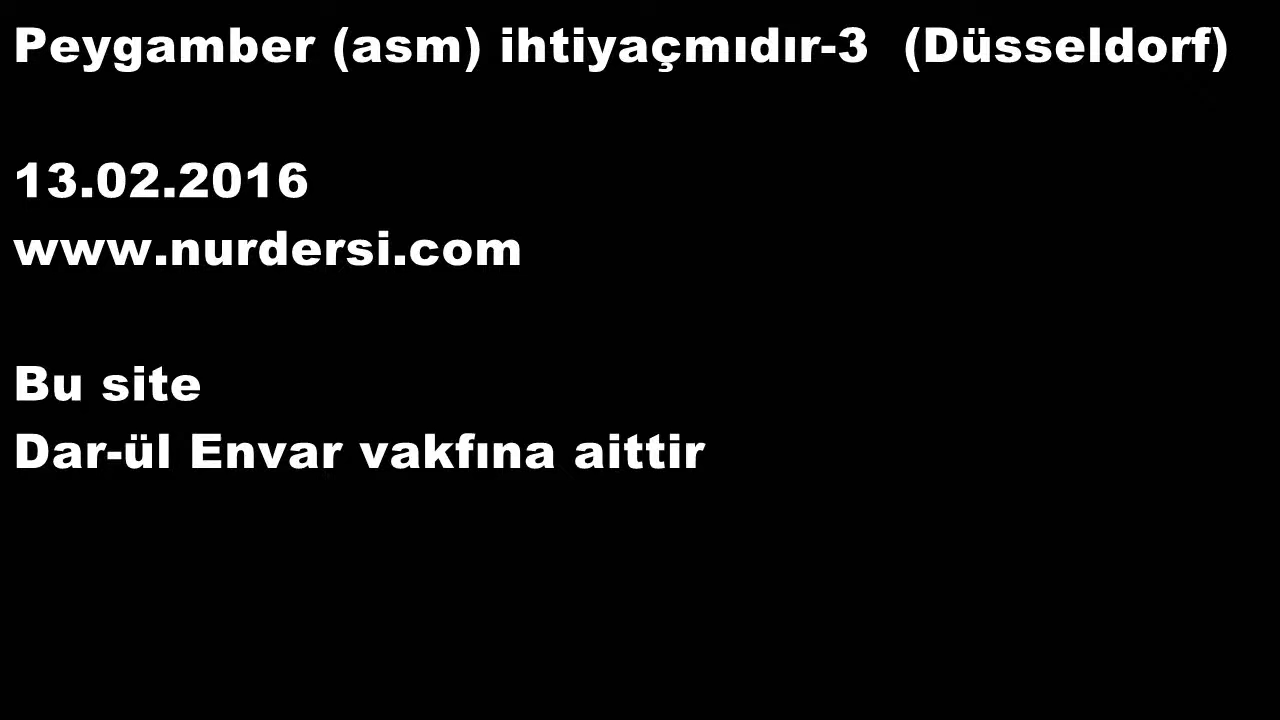 Peygamber (asm) ihtiyaçmıdır-3 (Düsseldorf)
13.02.2016
www.nurdersi.com
Bu site
Dar-ül Envar vakfına aittir